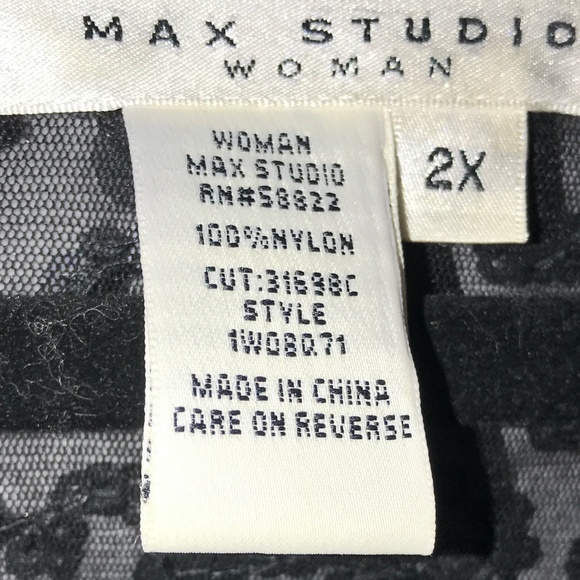 MAX STUDIO
WOMAN
2X
WOMAN
MAX STUDIO
RN#58822
100%NYLON
CUT:31698C
STYLE
1W08Q71
MADE IN CHINA
CARE ON REVERSE